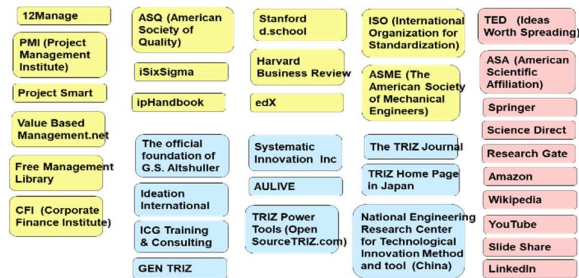 12Manage
PMI (Project
Management
Institute)
Project Smart
Value Based
Management.net
Free Management
Library
CFI (Corporate
Finance Institute)
ASQ (American
Society of
Quality)
iSixSigma
ipHandbook
The official
foundation of
G.S. Altshuller
Ideation
International
ICG Training
& Consulting
GEN TRIZ
Stanford
d.school
Harvard
Business Review
edX
Systematic
Innovation Inc
AULIVE
TRIZ Power
Tools (Open
SourceTRIZ.com)
ISO (International
Organization for
Standardization)
ASME (The
American Society
of Mechanical
Engineers)
The TRIZ Journal
TRIZ Home Page
in Japan
National Engineering
Research Center
for Technological
Innovation Method
and tool (China)
TED (Ideas
Worth Spreading)
ASA (American
Scientific
Affiliation)
Springer
Science Direct
Research Gate
Amazon
Wikipedia
YouTube
Slide Share
LinkedIn